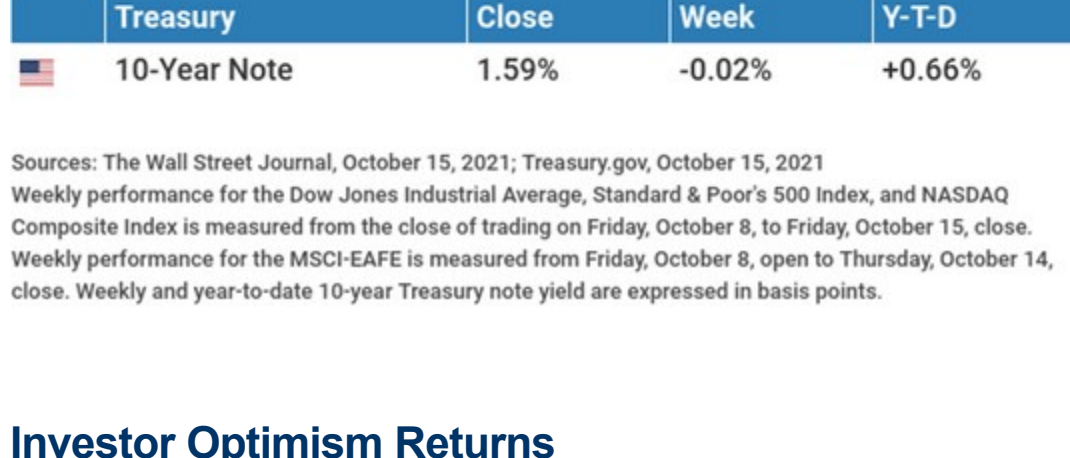 Treasury Close Week Y-T-D
10-Year Note 1.59% -0.02% +0.66%
Sources: The Wall Street Journal, October 15, 2021; Treasury.gov, October 15, 2021
Weekly performance for the Dow Jones Industrial Average, Standard & Poor's 500 Index, and NASDAQ
Composite Index is measured from the close of trading on Friday, October 8, to Friday, October 15, close.
Weekly performance for the MSCI-EAFE is measured from Friday, October 8, open to Thursday, October 14,
close. Weekly and year-to-date 10-year Treasury note yield are expressed in basis points.
Investor Optimism Returns